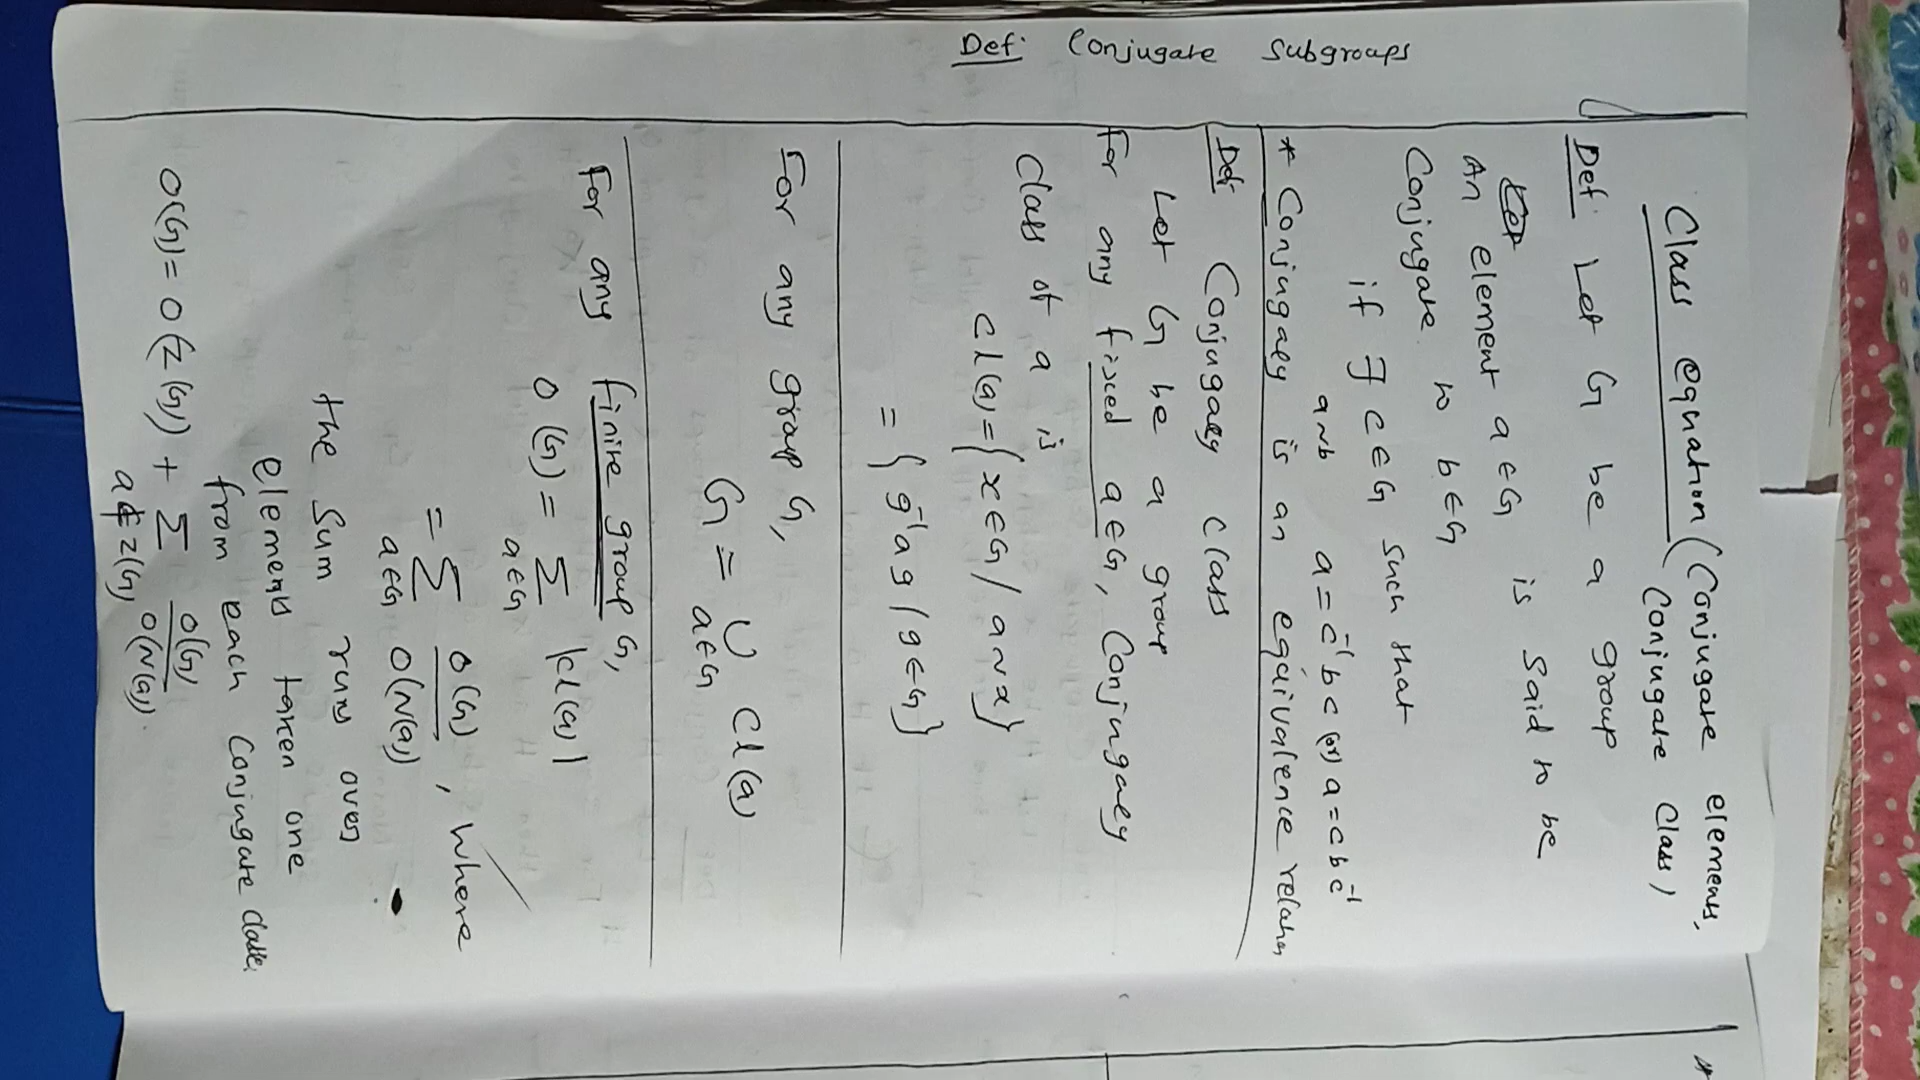 Def: Conjugate Subgroups
Class equation (Conjugate elements,
Conjugate Class)
Def: Let G be a group
An element a ∈ G is said to be
Conjugate to b ∈ G
if ∃ c ∈ G such that
a~b a = c⁻¹bc (or) a = cbc⁻¹
* Conjugacy is an equivalence relation
Def Conjugacy class
Let G be a group
For any fixed a ∈ G, Conjugacy
Class of a is
cl(a) = {x ∈ G / a ~ x}
= {g⁻¹ag / g ∈ G}
For any group G,
G = ∪ cl(a)
a ∈ G
For any finite group G,
O(G) = Σ |cl(a)|
a ∈ G
= Σ O(G)/O(N(a)), where
a ∈ G
the sum runs over
elements taken one
from each conjugate class.
O(G) = O(Z(G)) + Σ O(G)/O(N(a)).
a ∉ Z(G)